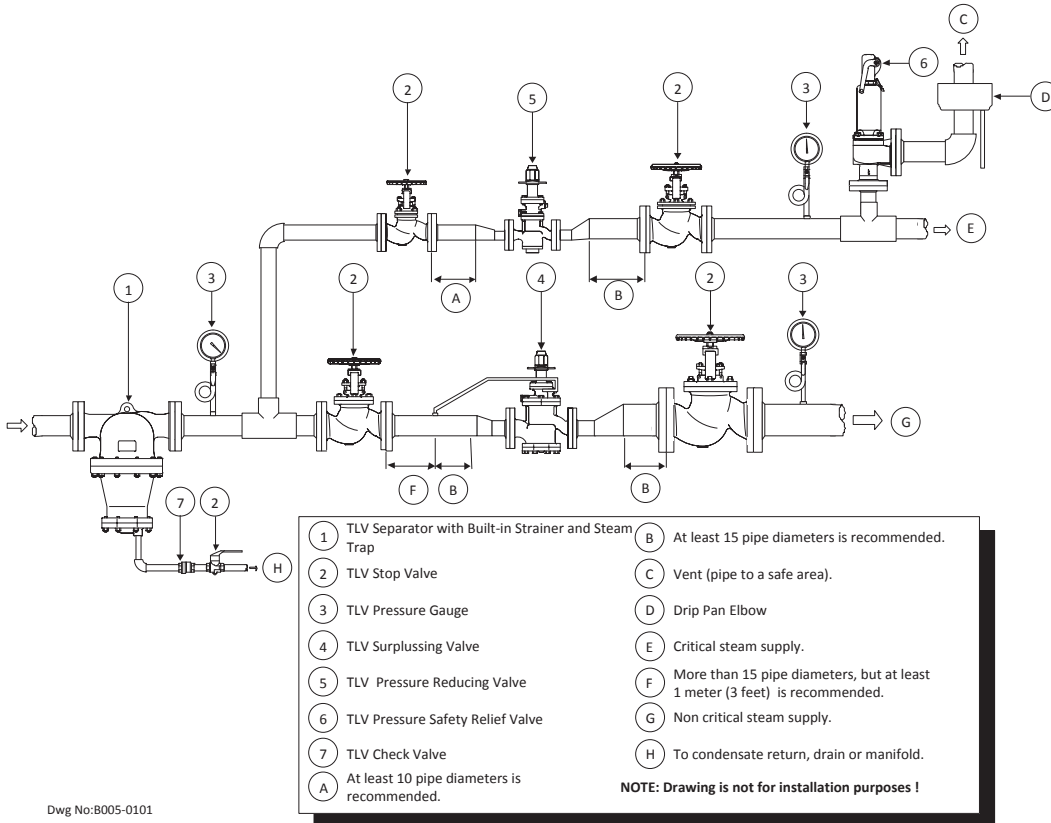 C
6
D
2
5
2
3
E
A
B
1
3
2
4
2
3
G
F
B
B
7
2
H
1 TLV Separator with Built-in Strainer and Steam
Trap
2 TLV Stop Valve
3 TLV Pressure Gauge
4 TLV Surplussing Valve
5 TLV  Pressure Reducing Valve
6 TLV Pressure Safety Relief Valve
7 TLV Check Valve
A At least 10 pipe diameters is
recommended.
B At least 15 pipe diameters is recommended.
C Vent (pipe to a safe area).
D Drip Pan Elbow
E Critical steam supply.
F More than 15 pipe diameters, but at least
1 meter (3 feet)  is recommended.
G Non critical steam supply.
H To condensate return, drain or manifold.
NOTE: Drawing is not for installation purposes !
Dwg No:B005-0101